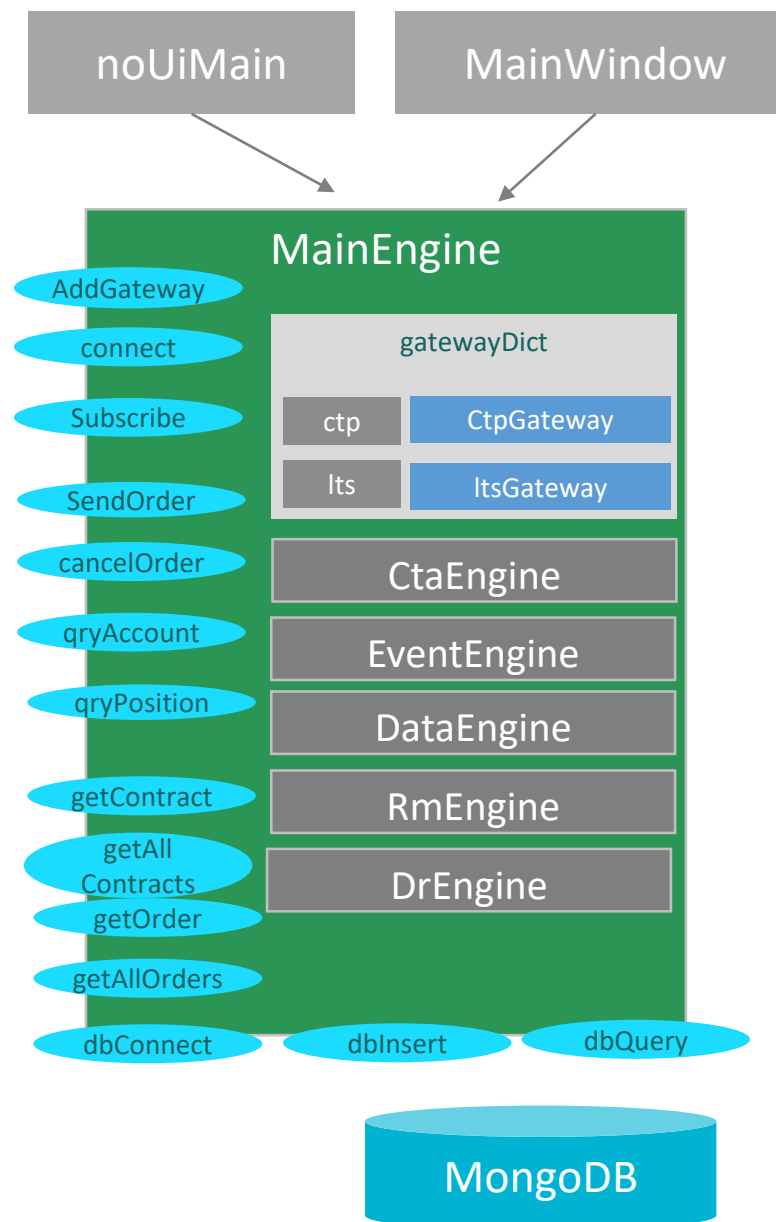 noUiMain
MainWindow
MainEngine
AddGateway
connect
gatewayDict
Subscribe
ctp
CtpGateway
lts
ltsGateway
SendOrder
cancelOrder
CtaEngine
qryAccount
EventEngine
qryPosition
DataEngine
getContract
RmEngine
getAll
Contracts
DrEngine
getOrder
getAllOrders
dbConnect
dbInsert
dbQuery
MongoDB